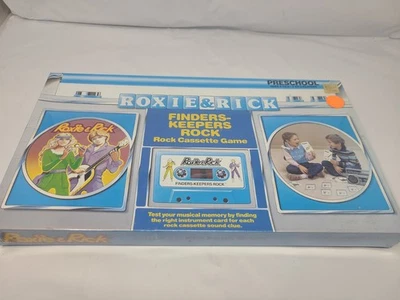 PRESCHOOL
ROXIE & RICK
FINDERS-
KEEPERS
ROCK
Rock Cassette Game
Roxie & Rick
Roxie & Rick
FINDERS-KEEPERS ROCK
Test your musical memory by finding
the right instrument card for each
rock cassette sound clue.
Roxie & Rick